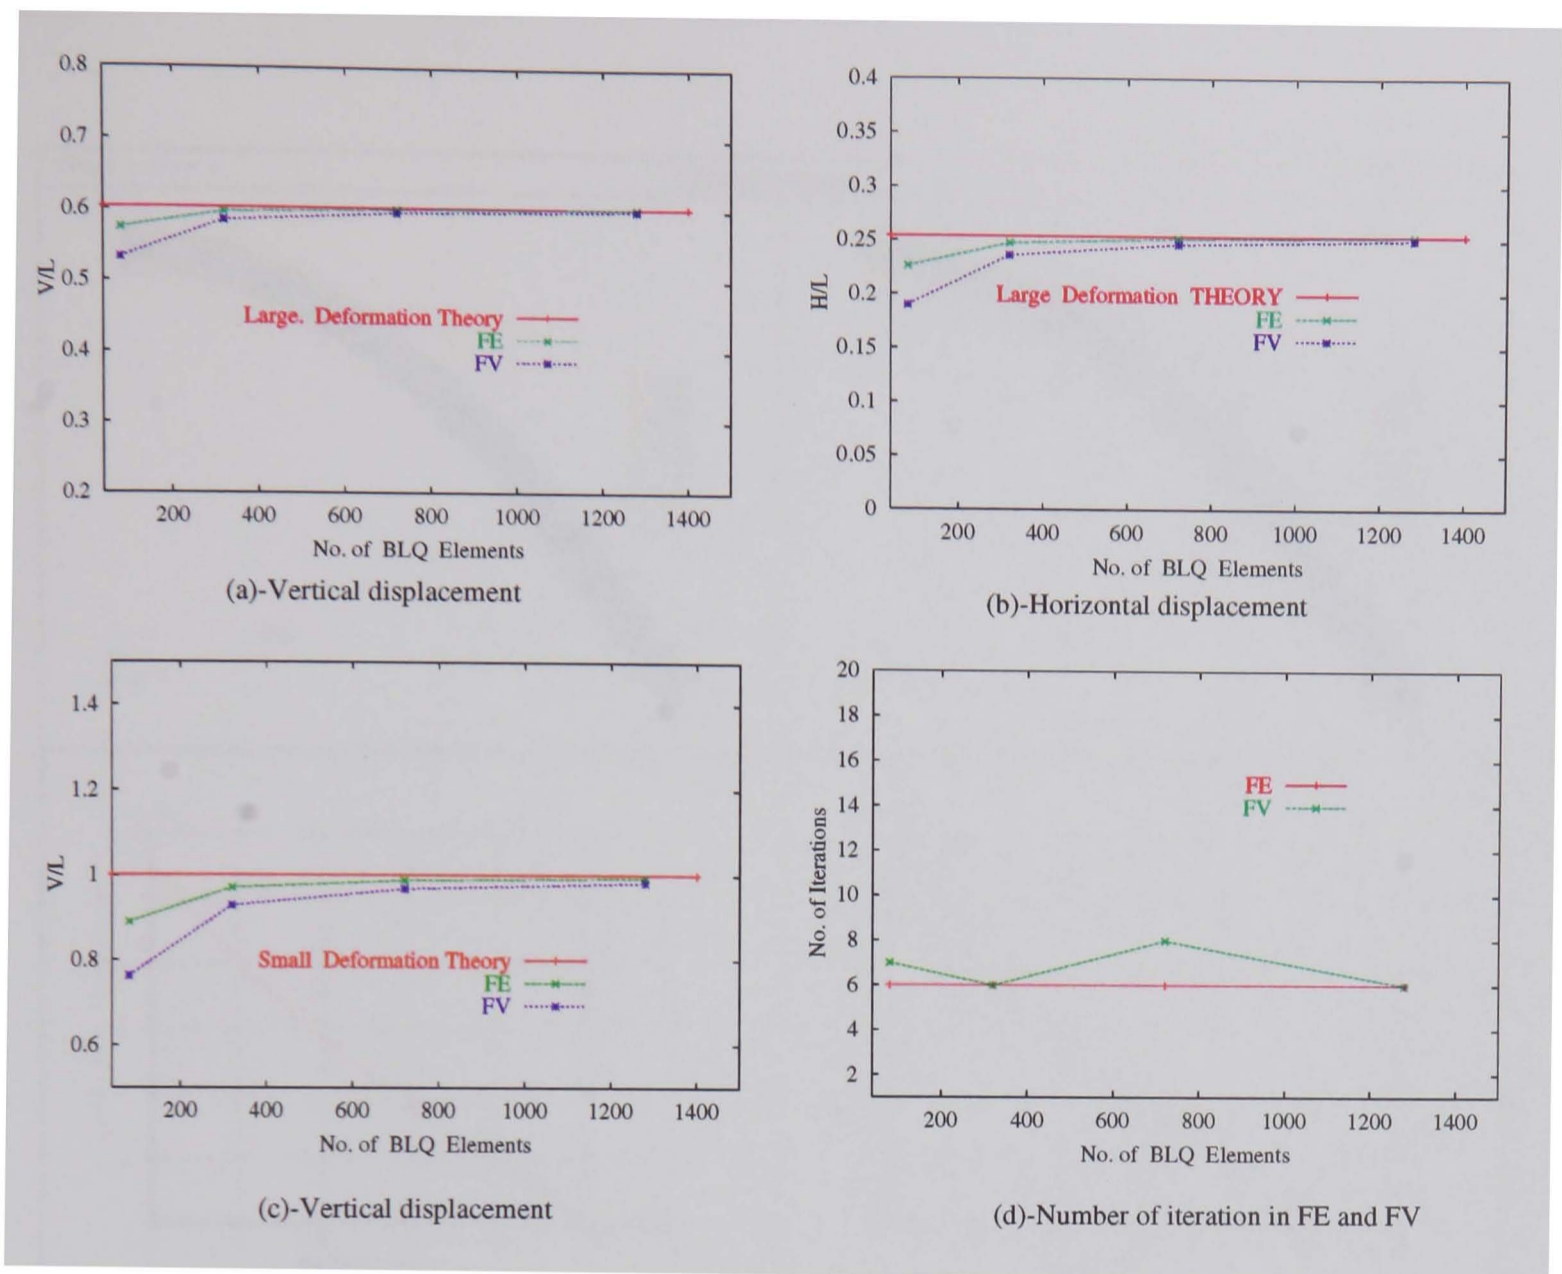 0.8
0.7
0.6
0.5
0.4
0.3
0.2
V/L
Large. Deformation Theory
FE
FV
200 400 600 800 1000 1200 1400
No. of BLQ Elements
(a)-Vertical displacement
0.4
0.35
0.3
0.25
0.2
0.15
0.1
0.05
0
H/L
Large Deformation THEORY
FE
FV
200 400 600 800 1000 1200 1400
No. of BLQ Elements
(b)-Horizontal displacement
1.4
1.2
1
0.8
0.6
V/L
Small Deformation Theory
FE
FV
200 400 600 800 1000 1200 1400
No. of BLQ Elements
(c)-Vertical displacement
20
18
16
14
12
10
8
6
4
2
No. of Iterations
FE
FV
200 400 600 800 1000 1200 1400
No. of BLQ Elements
(d)-Number of iteration in FE and FV